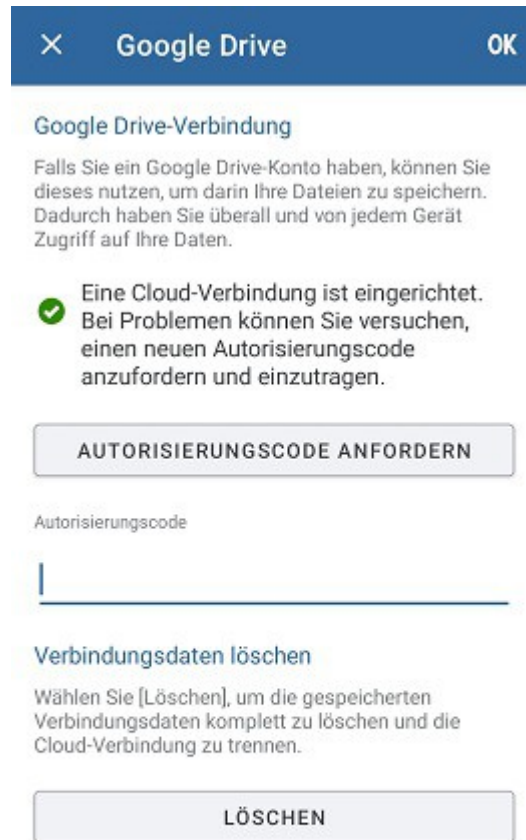 Google Drive OK
Google Drive-Verbindung
Falls Sie ein Google Drive-Konto haben, können Sie
dieses nutzen, um darin Ihre Dateien zu speichern.
Dadurch haben Sie überall und von jedem Gerät
Zugriff auf Ihre Daten.
Eine Cloud-Verbindung ist eingerichtet.
Bei Problemen können Sie versuchen,
einen neuen Autorisierungscode
anzufordern und einzutragen.
AUTORISIERUNGSCODE ANFORDERN
Autorisierungscode
Verbindungsdaten löschen
Wählen Sie [Löschen], um die gespeicherten
Verbindungsdaten komplett zu löschen und die
Cloud-Verbindung zu trennen.
LÖSCHEN